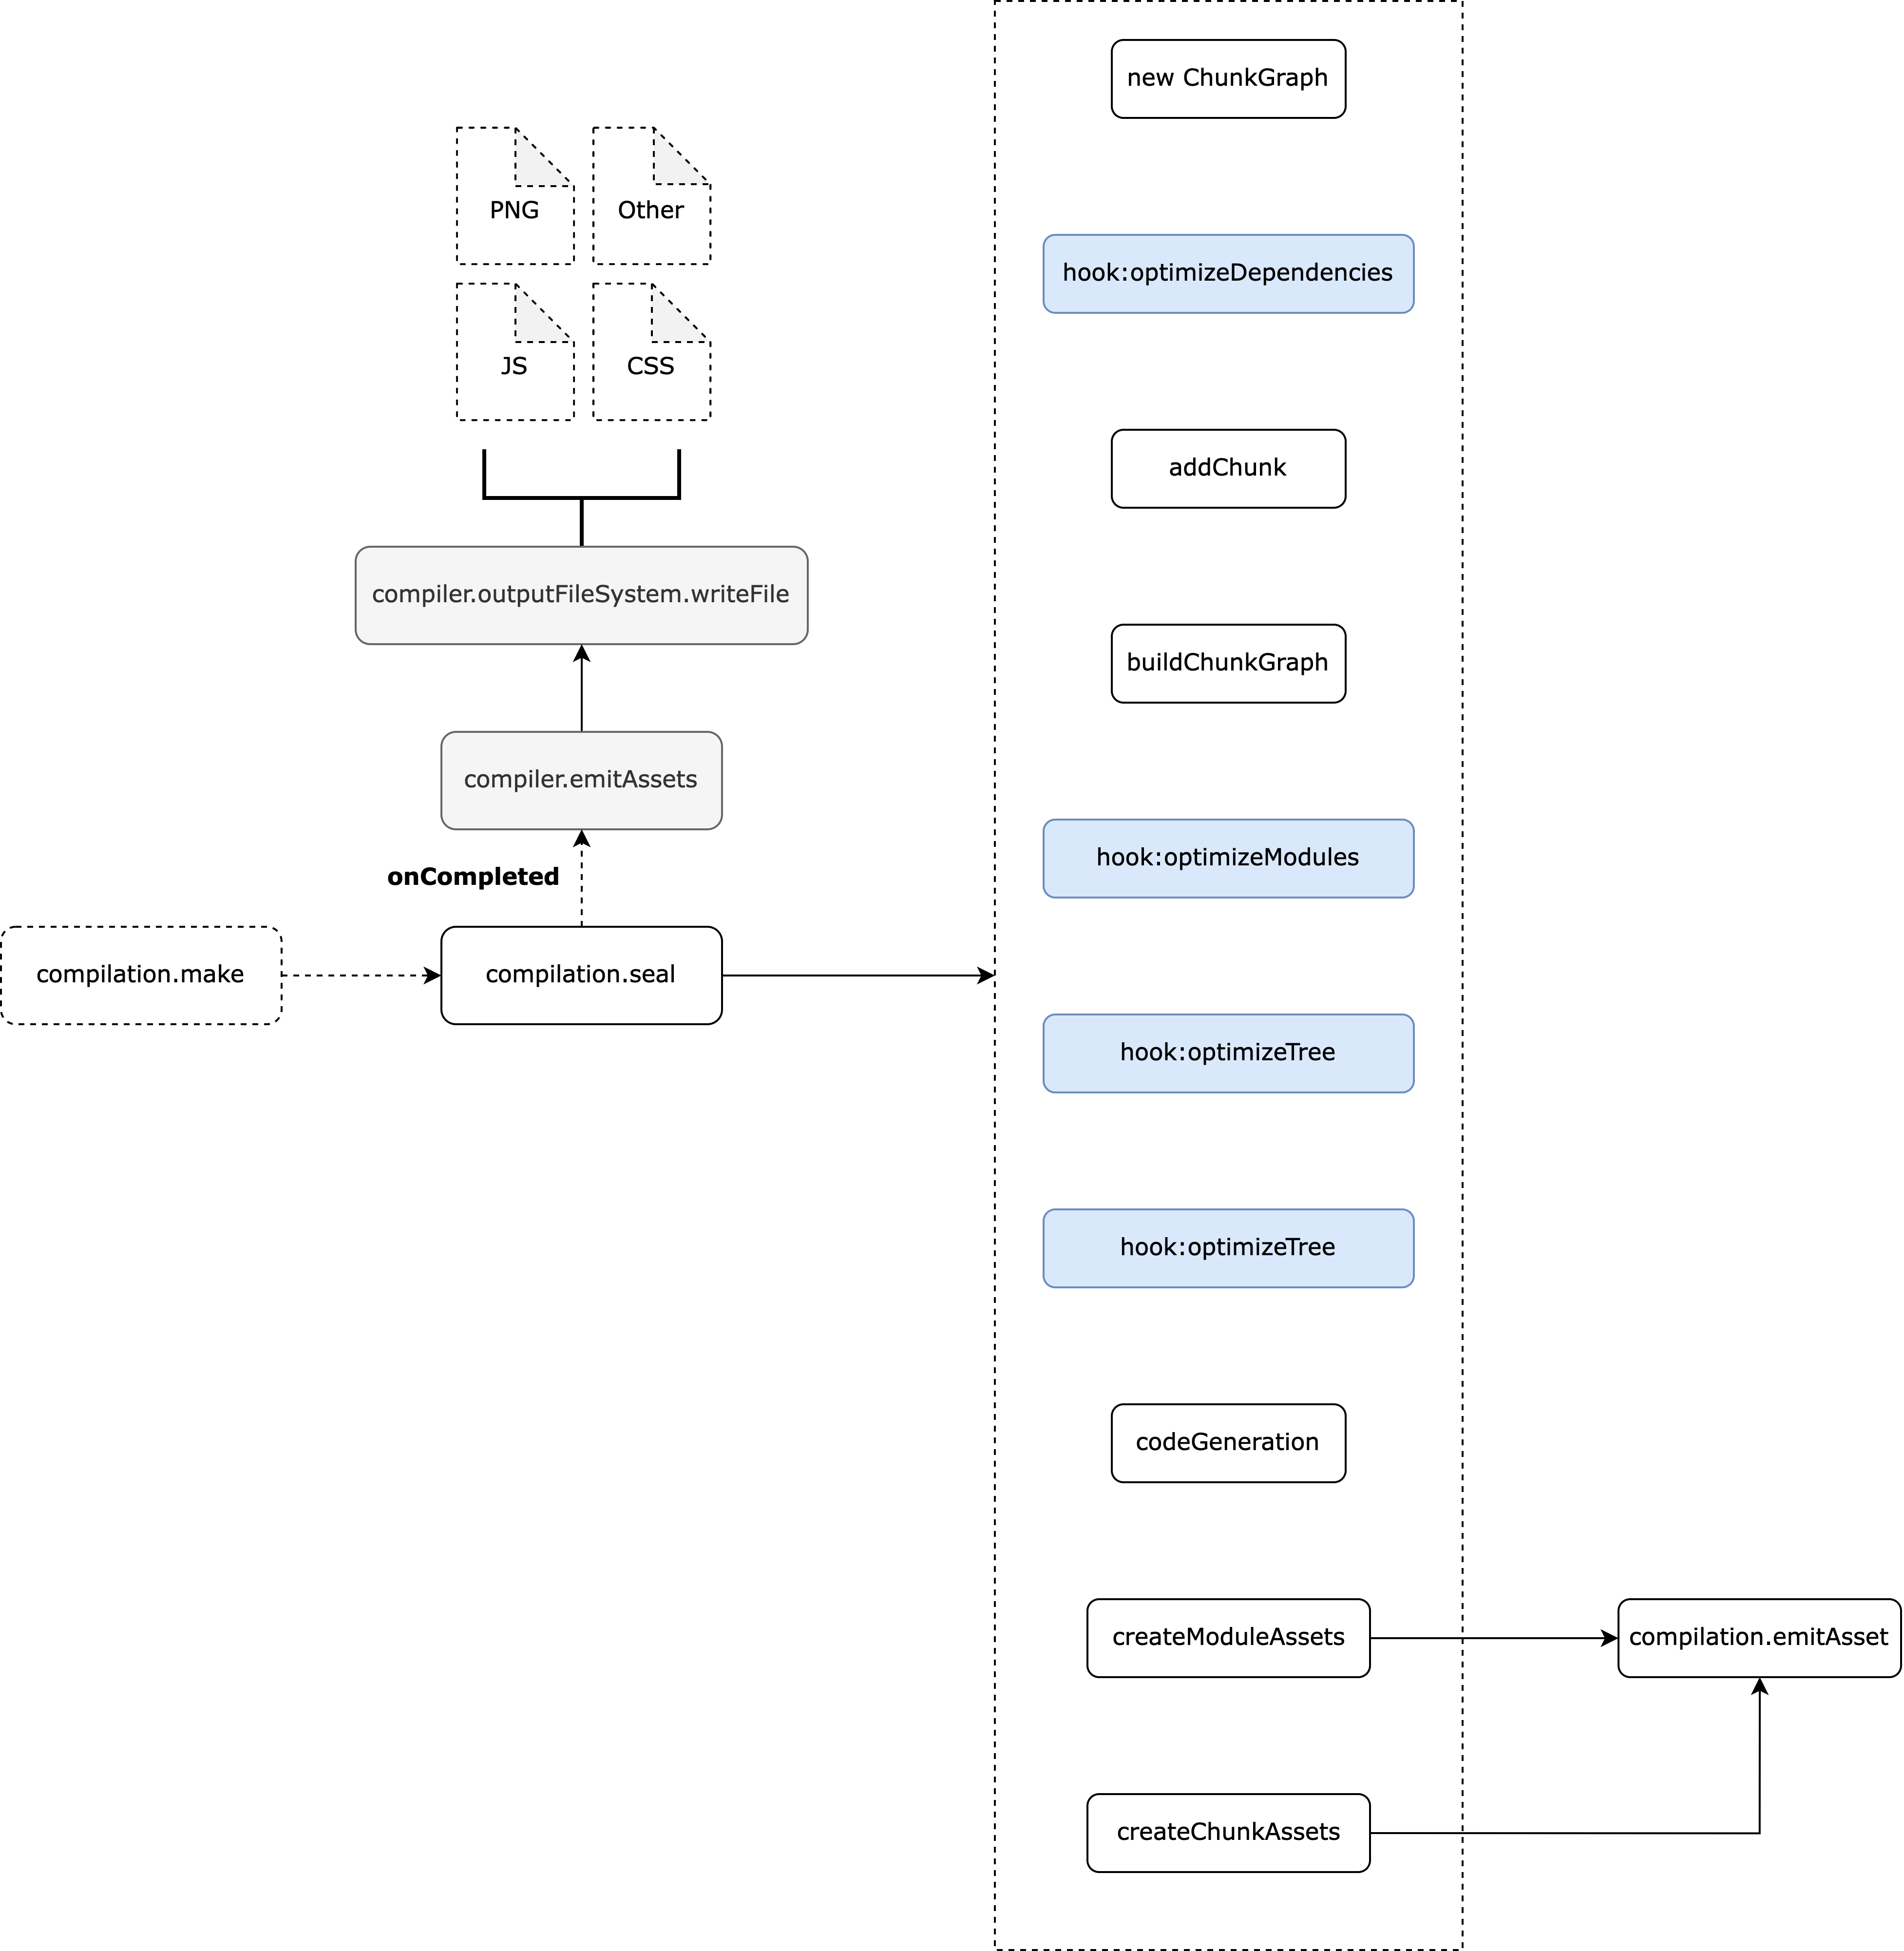 PNG
Other
JS
CSS
compiler.outputFileSystem.writeFile
compiler.emitAssets
onCompleted
compilation.make
compilation.seal
new ChunkGraph
hook:optimizeDependencies
addChunk
buildChunkGraph
hook:optimizeModules
hook:optimizeTree
hook:optimizeTree
codeGeneration
createModuleAssets
compilation.emitAsset
createChunkAssets